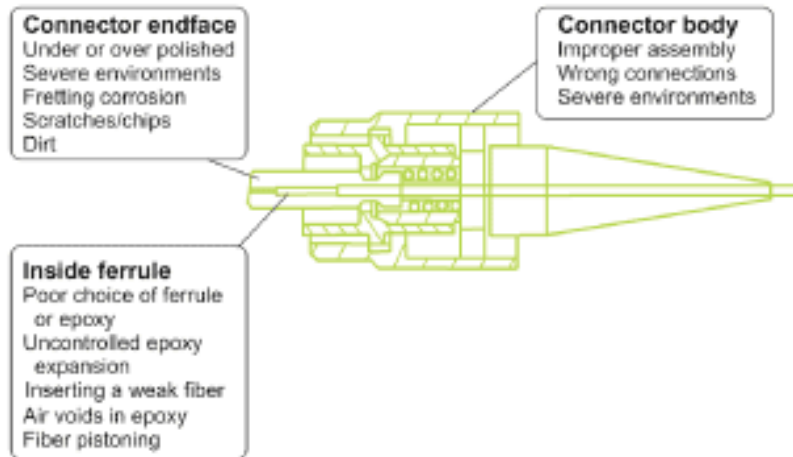 Connector endface
Under or over polished
Severe environments
Fretting corrosion
Scratches/chips
Dirt
Connector body
Improper assembly
Wrong connections
Severe environments
Inside ferrule
Poor choice of ferrule
or epoxy
Uncontrolled epoxy
expansion
Inserting a weak fiber
Air voids in epoxy
Fiber pistoning